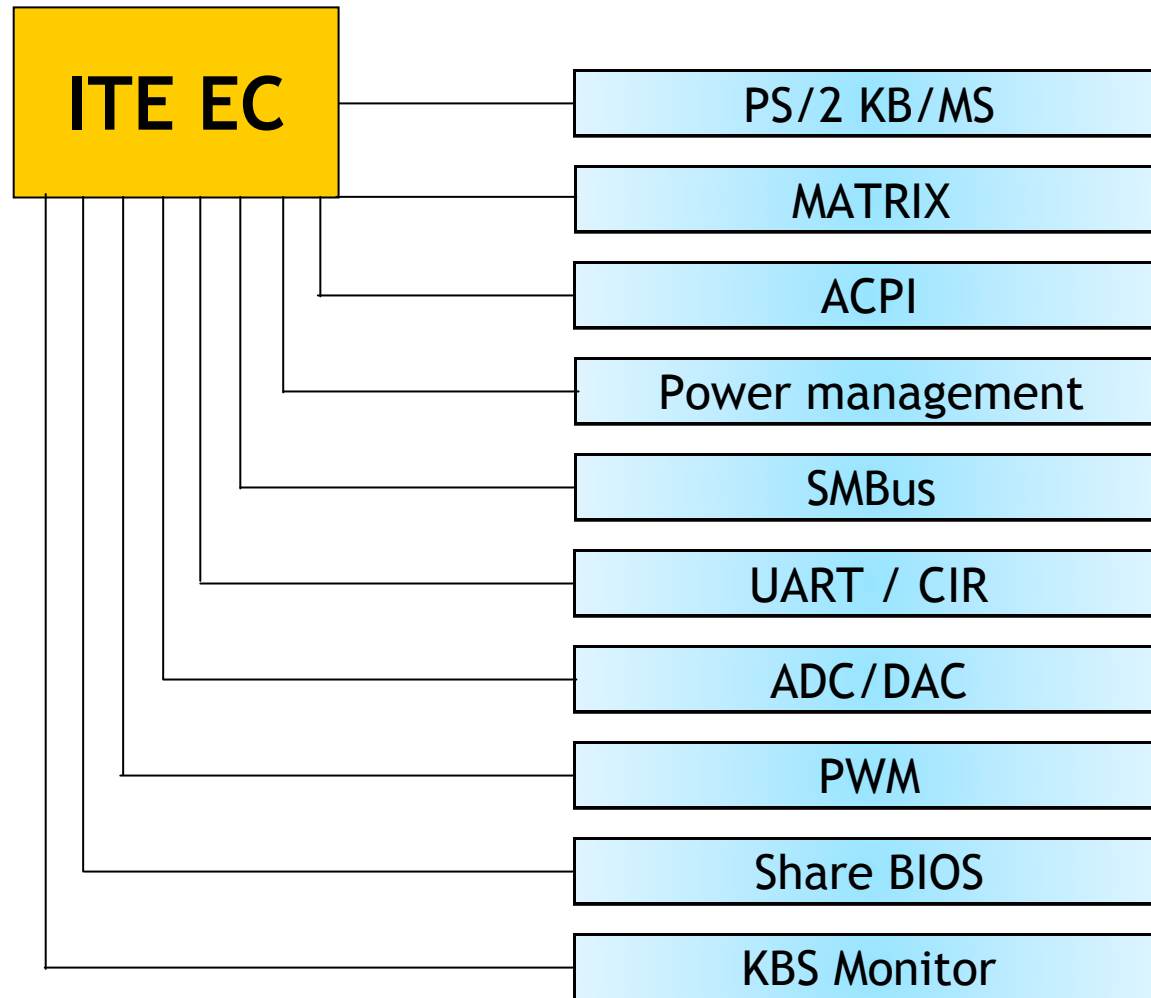 ITE EC
PS/2 KB/MS
MATRIX
ACPI
Power management
SMBus
UART / CIR
ADC/DAC
PWM
Share BIOS
KBS Monitor